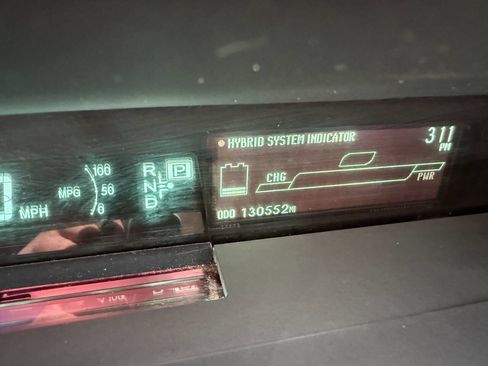 HYBRID SYSTEM INDICATOR
311
PM
100
MPG 50
0
MPH
R
N
D
P
CHG
PWR
ODO 130552MI